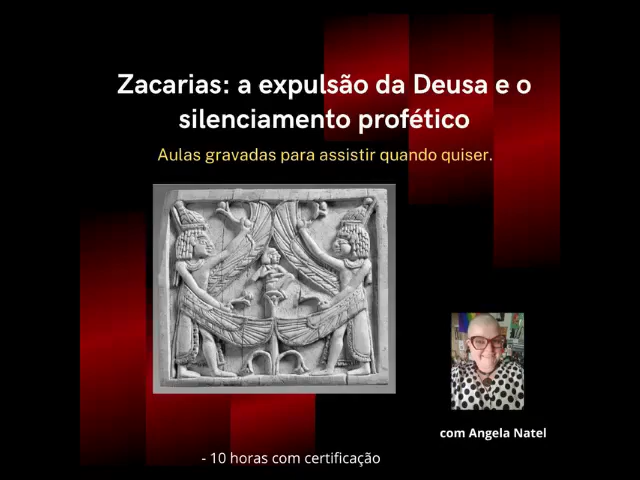 Zacarias: a expulsão da Deusa e o
silenciamento profético
Aulas gravadas para assistir quando quiser.
com Angela Natel
- 10 horas com certificação